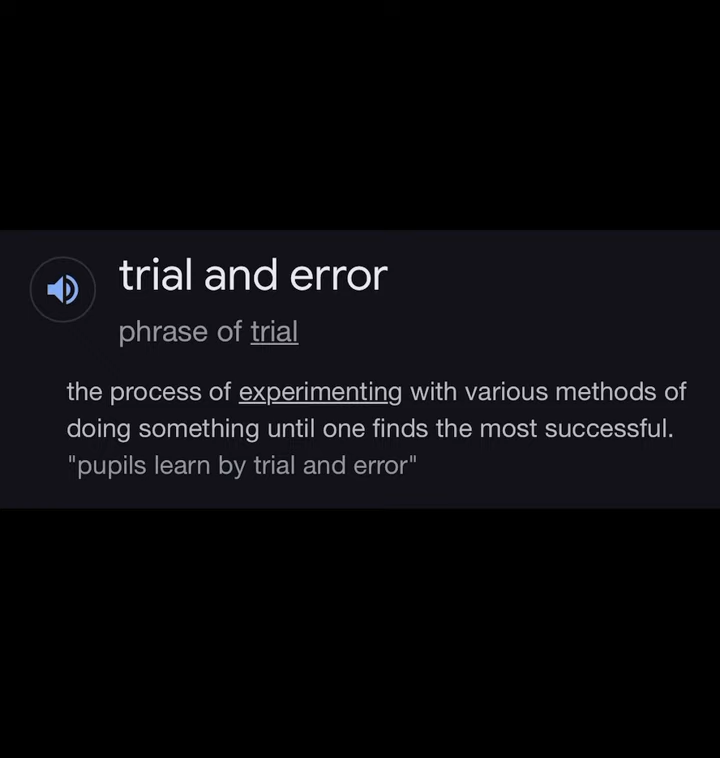 trial and error
phrase of trial
the process of experimenting with various methods of
doing something until one finds the most successful.
"pupils learn by trial and error"